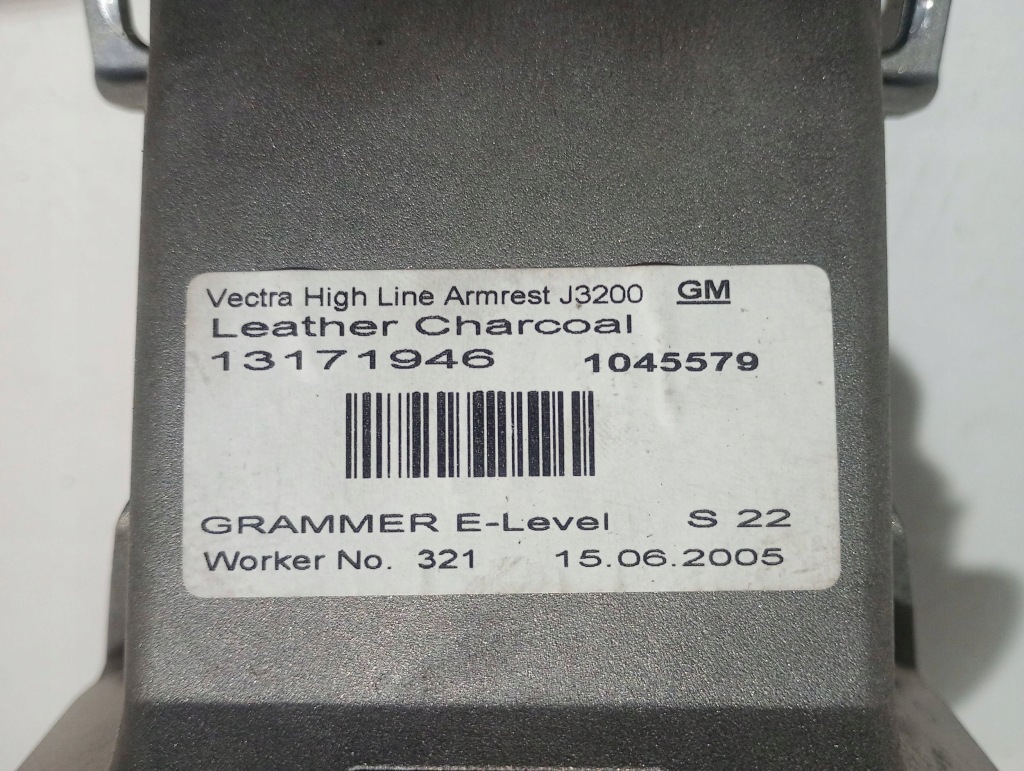 Vectra High Line Armrest J3200 GM
Leather Charcoal
13171946 1045579
GRAMMER E-Level S 22
Worker No. 321 15.06.2005